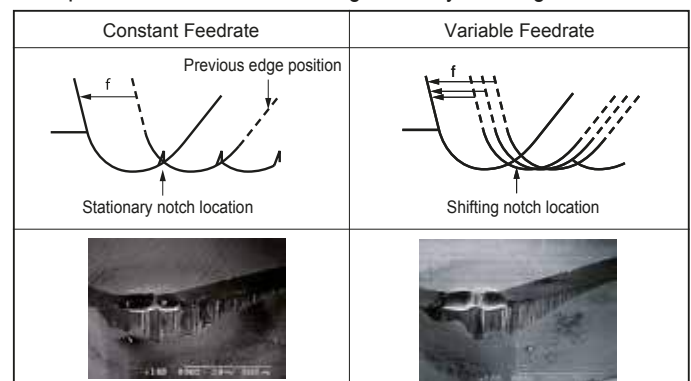 Constant Feedrate
Variable Feedrate
Previous edge position
f
Stationary notch location
f
Shifting notch location